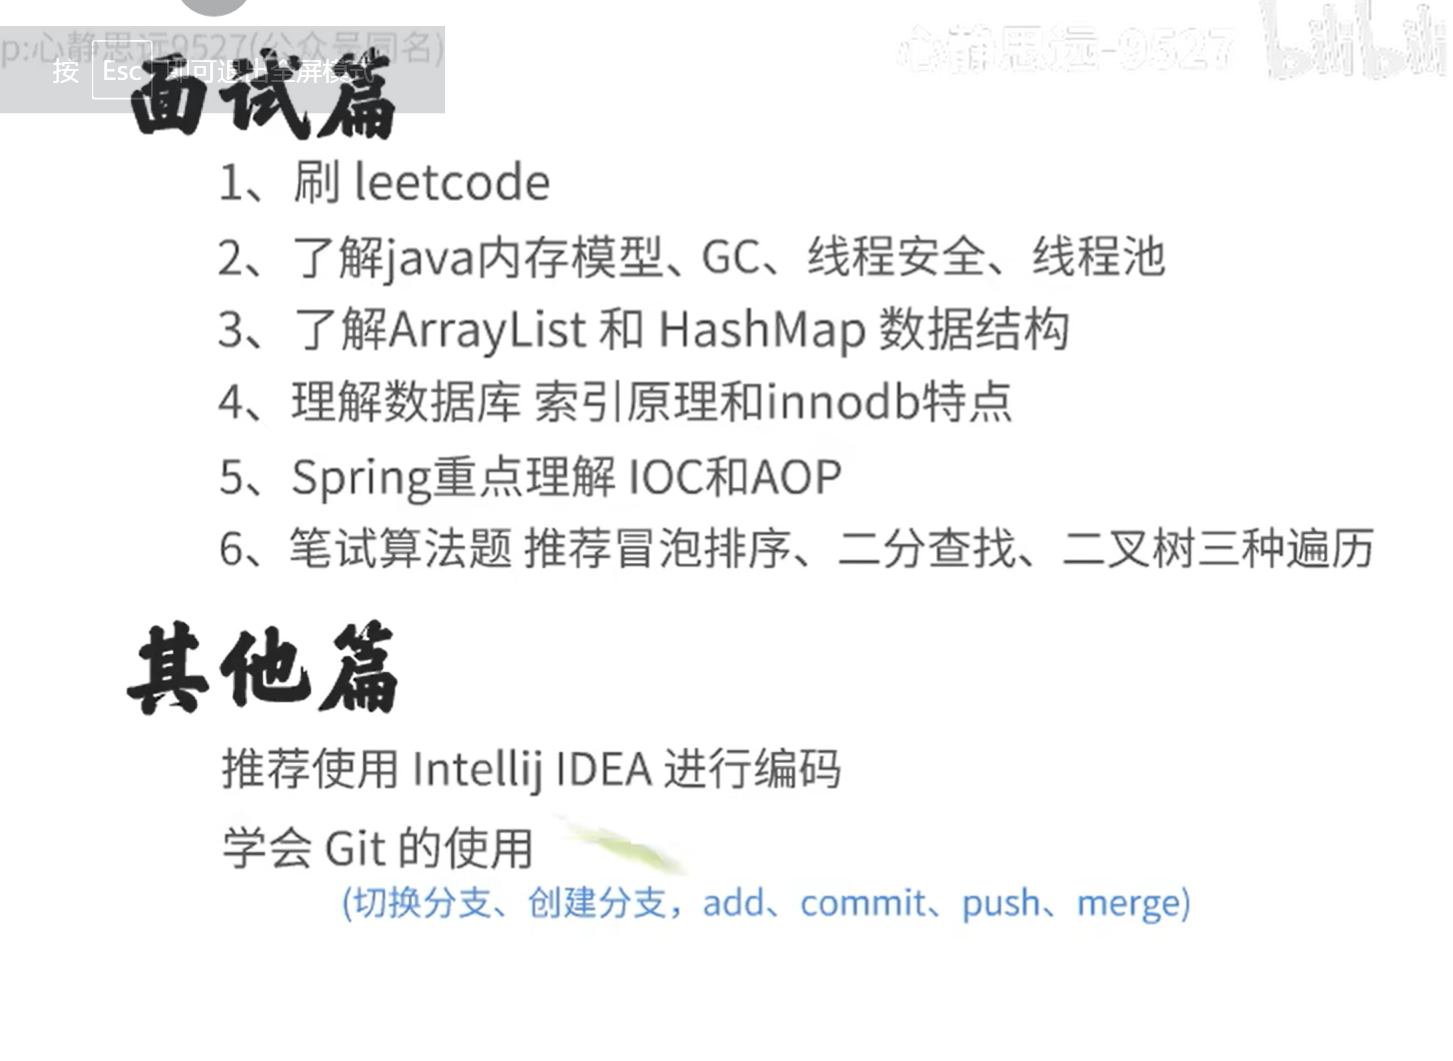 p:心静思远9527(公众号同名)
心静思远-9527 bilibili
按 Esc 即可退出全屏模式
面试篇
1、刷 leetcode
2、了解java内存模型、GC、线程安全、线程池
3、了解ArrayList 和 HashMap 数据结构
4、理解数据库 索引原理和innodb特点
5、Spring重点理解 IOC和AOP
6、笔试算法题 推荐冒泡排序、二分查找、二叉树三种遍历
其他篇
推荐使用 Intellij IDEA 进行编码
学会 Git 的使用
(切换分支、创建分支，add、commit、push、merge)